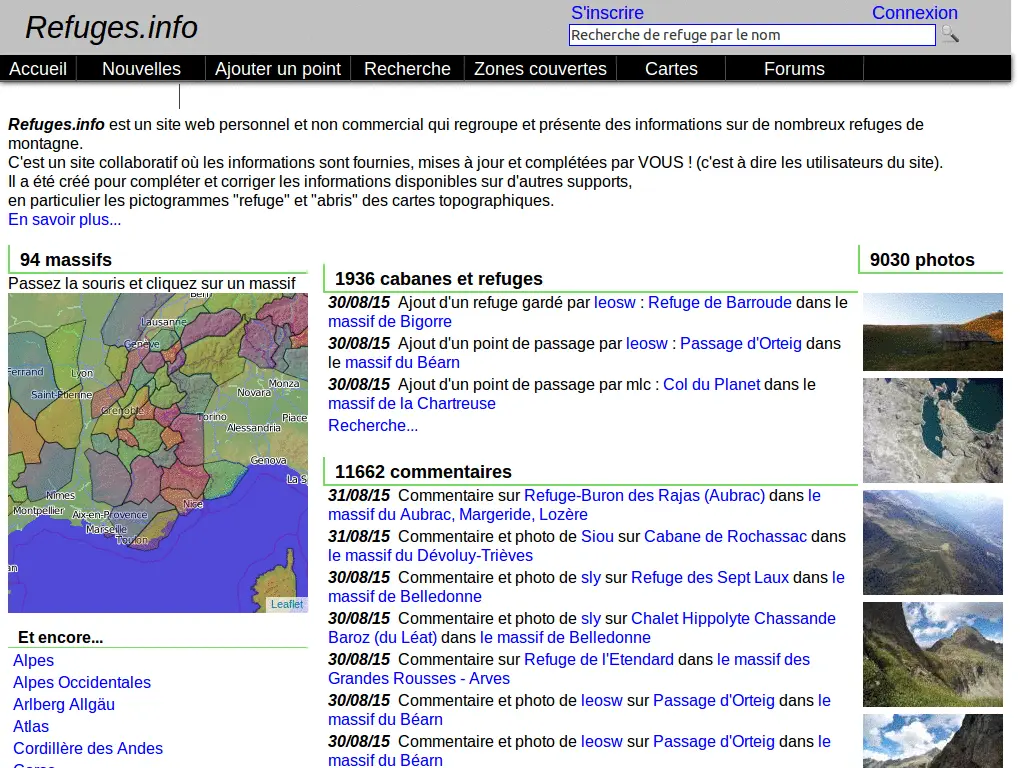 Refuges.info
S'inscrire
Connexion
Recherche de refuge par le nom
Accueil
Nouvelles
Ajouter un point
Recherche
Zones couvertes
Cartes
Forums
Refuges.info est un site web personnel et non commercial qui regroupe et présente des informations sur de nombreux refuges de
montagne.
C'est un site collaboratif où les informations sont fournies, mises à jour et complétées par VOUS ! (c'est à dire les utilisateurs du site).
Il a été créé pour compléter et corriger les informations disponibles sur d'autres supports,
en particulier les pictogrammes "refuge" et "abris" des cartes topographiques.
En savoir plus...
94 massifs
Passez la souris et cliquez sur un massif
Bern
Lausanne
Genève
Ferrand
Lyon
Saint-Étienne
Monza
Novara
Grenoble
Torino
Place
Alessandria
Genova
La S
Nîmes
Nice
Montpellier
Aix-en-Provence
Marseille
Toulon
an
Leaflet
Et encore...
Alpes
Alpes Occidentales
Arlberg Allgäu
Atlas
Cordillère des Andes
1936 cabanes et refuges
30/08/15 Ajout d'un refuge gardé par leosw : Refuge de Barroude dans le
massif de Bigorre
30/08/15 Ajout d'un point de passage par leosw : Passage d'Orteig dans
le massif du Béarn
30/08/15 Ajout d'un point de passage par mlc : Col du Planet dans le
massif de la Chartreuse
Recherche...
11662 commentaires
31/08/15 Commentaire sur Refuge-Buron des Rajas (Aubrac) dans le
massif du Aubrac, Margeride, Lozère
31/08/15 Commentaire et photo de Siou sur Cabane de Rochassac dans
le massif du Dévoluy-Trièves
30/08/15 Commentaire et photo de sly sur Refuge des Sept Laux dans le
massif de Belledonne
30/08/15 Commentaire et photo de sly sur Chalet Hippolyte Chassande
Baroz (du Léat) dans le massif de Belledonne
30/08/15 Commentaire sur Refuge de l'Etendard dans le massif des
Grandes Rousses - Arves
30/08/15 Commentaire et photo de leosw sur Passage d'Orteig dans le
massif du Béarn
30/08/15 Commentaire et photo de leosw sur Passage d'Orteig dans le
massif du Béarn
9030 photos